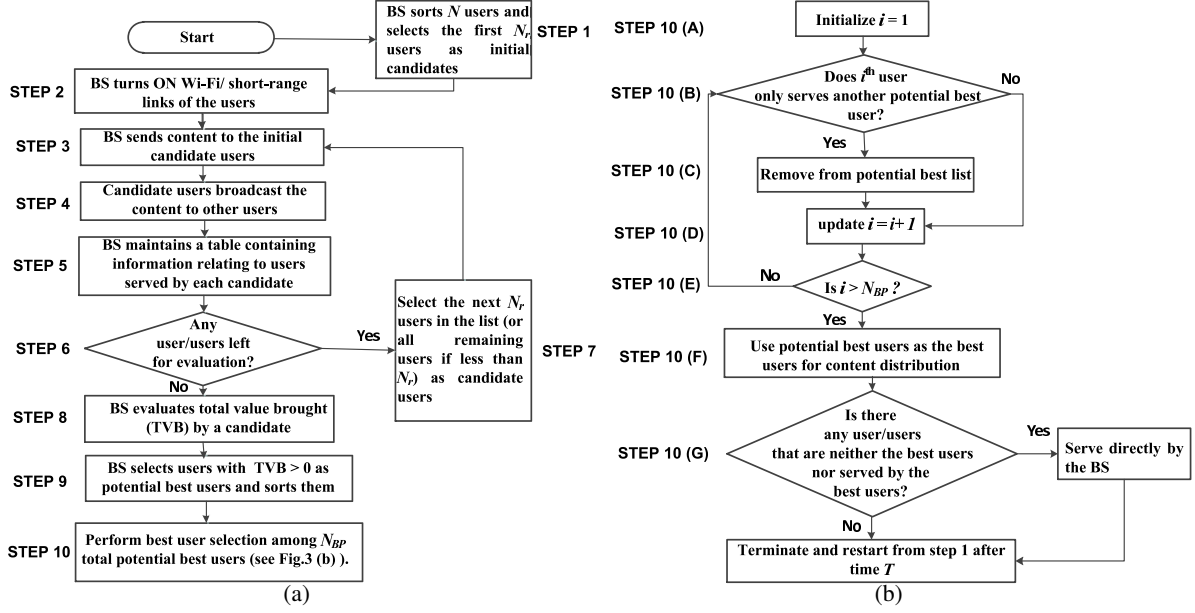 Start
BS sorts N users and
selects the first Nr
users as initial
candidates
STEP 1
STEP 2
BS turns ON Wi-Fi/ short-range
links of the users
STEP 3
BS sends content to the initial
candidate users
STEP 4
Candidate users broadcast the
content to other users
STEP 5
BS maintains a table containing
information relating to users
served by each candidate
STEP 6
Any
user/users left
for evaluation?
Yes
No
Select the next Nr
users in the list (or
all remaining
users if less than
Nr) as candidate
users
STEP 7
STEP 8
BS evaluates total value brought
(TVB) by a candidate
STEP 9
BS selects users with TVB > 0 as
potential best users and sorts them
STEP 10
Perform best user selection among NBP
total potential best users (see Fig.3 (b) ).
(a)
STEP 10 (A)
Initialize i = 1
STEP 10 (B)
Does ith user
only serves another potential best
user?
No
Yes
STEP 10 (C)
Remove from potential best list
STEP 10 (D)
update i=i+1
STEP 10 (E)
No
Is i > NBP ?
Yes
STEP 10 (F)
Use potential best users as the best
users for content distribution
STEP 10 (G)
Is there
any user/users
that are neither the best users
nor served by the
best users?
Yes
Serve directly by
the BS
No
Terminate and restart from step 1 after
time T
(b)